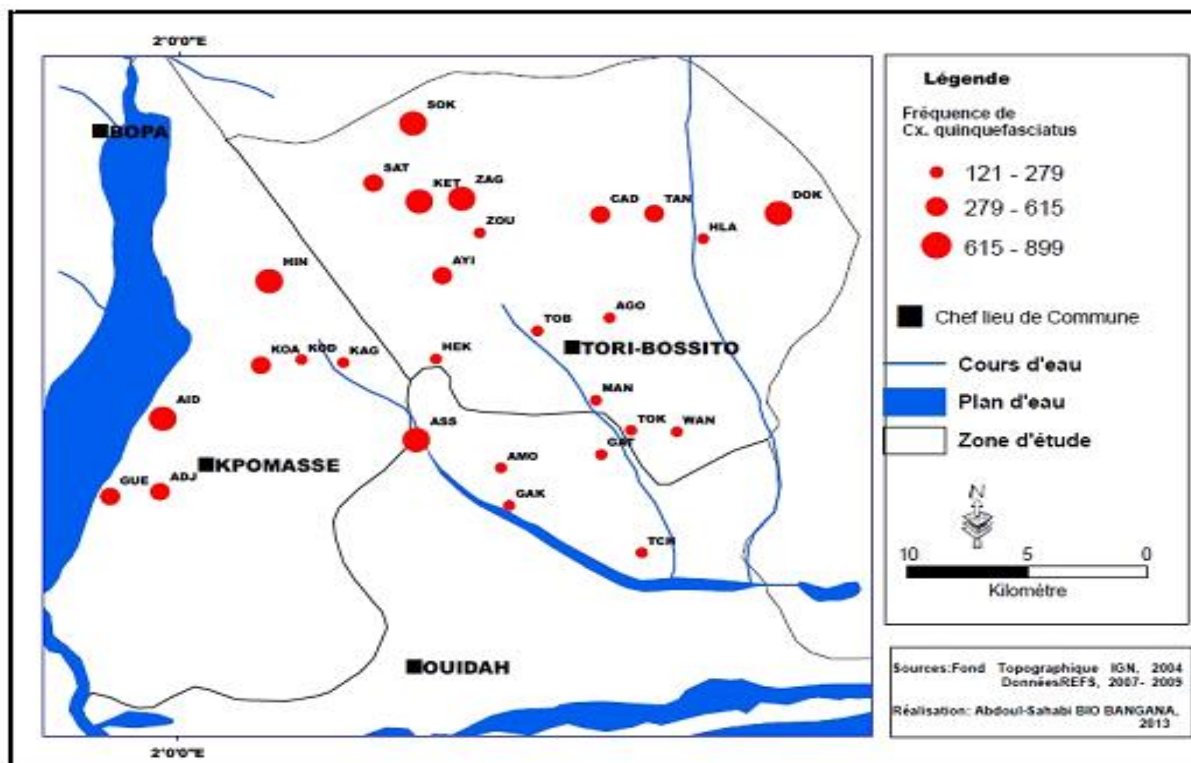 2°0'0"E
BOPA
SOK
SAT
KET
ZAG
ZOU
CAD
TAN
DOK
HLA
HIN
AYI
TOB
AGO
TORI-BOSSITO
KOA
KOD
KAG
HEK
MAN
AID
ASS
TOK
WAN
GAT
AMO
KPOMASSE
GUE
ADJ
GAK
TCH
OUIDAH
2°0'0"E
Légende
Fréquence de
Cx. quinquefasciatus
121 - 279
279 - 615
615 - 899
Chef lieu de Commune
Cours d'eau
Plan d'eau
Zone d'étude
N
10 5 0
Kilomètre
Sources:Fond Topographique IGN, 2004
DonnéesREFS, 2007- 2009
Réalisation: Abdoul-Sahabi BIO BANGANA,
2013